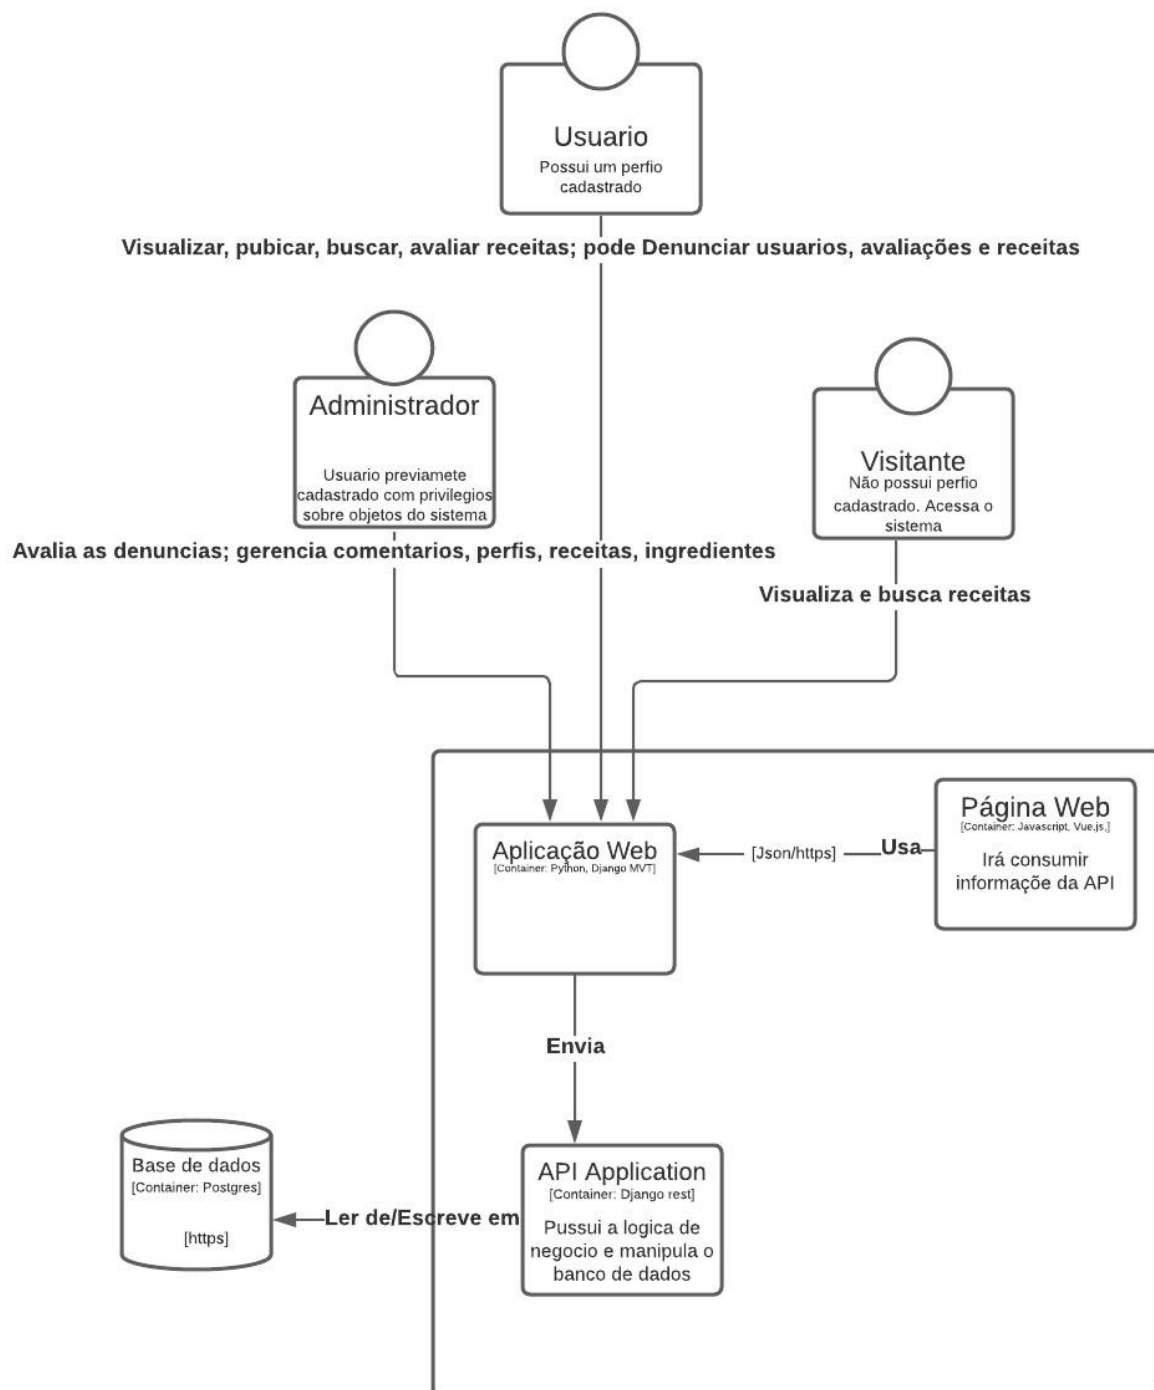 Usuario
Possui um perfio
cadastrado
Visualizar, pubicar, buscar, avaliar receitas; pode Denunciar usuarios, avaliações e receitas
Administrador
Usuario previamete
cadastrado com privilegios
sobre objetos do sistema
Visitante
Não possui perfio
cadastrado. Acessa o
sistema
Avalia as denuncias; gerencia comentarios, perfis, receitas, ingredientes
Visualiza e busca receitas
Página Web
[Container: Javascript, Vue.js,]
Irá consumir
informaçõe da API
Usa
[Json/https]
Aplicação Web
[Container: Python, Django MVT]
Envia
API Application
[Container: Django rest]
Pussui a logica de
negocio e manipula o
banco de dados
Ler de/Escreve em
Base de dados
[Container: Postgres]
[https]